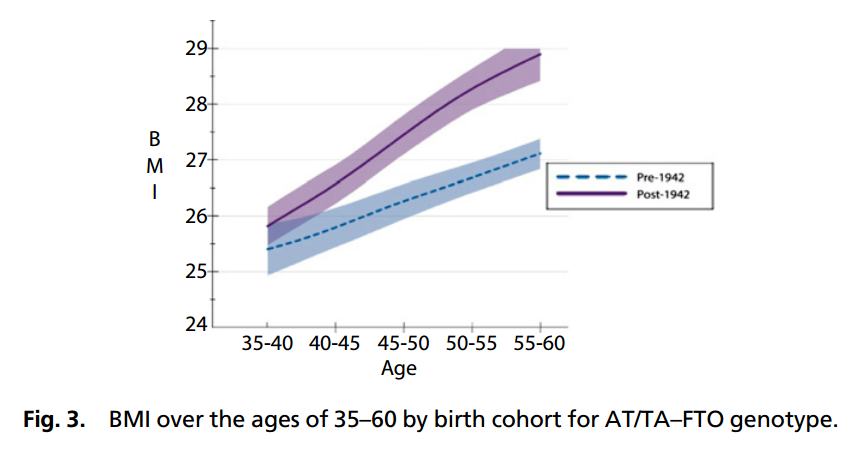 29
28
27
26
25
24
B
M
I
35-40 40-45 45-50 50-55 55-60
Age
Pre-1942
Post-1942
Fig. 3. BMI over the ages of 35–60 by birth cohort for AT/TA–FTO genotype.